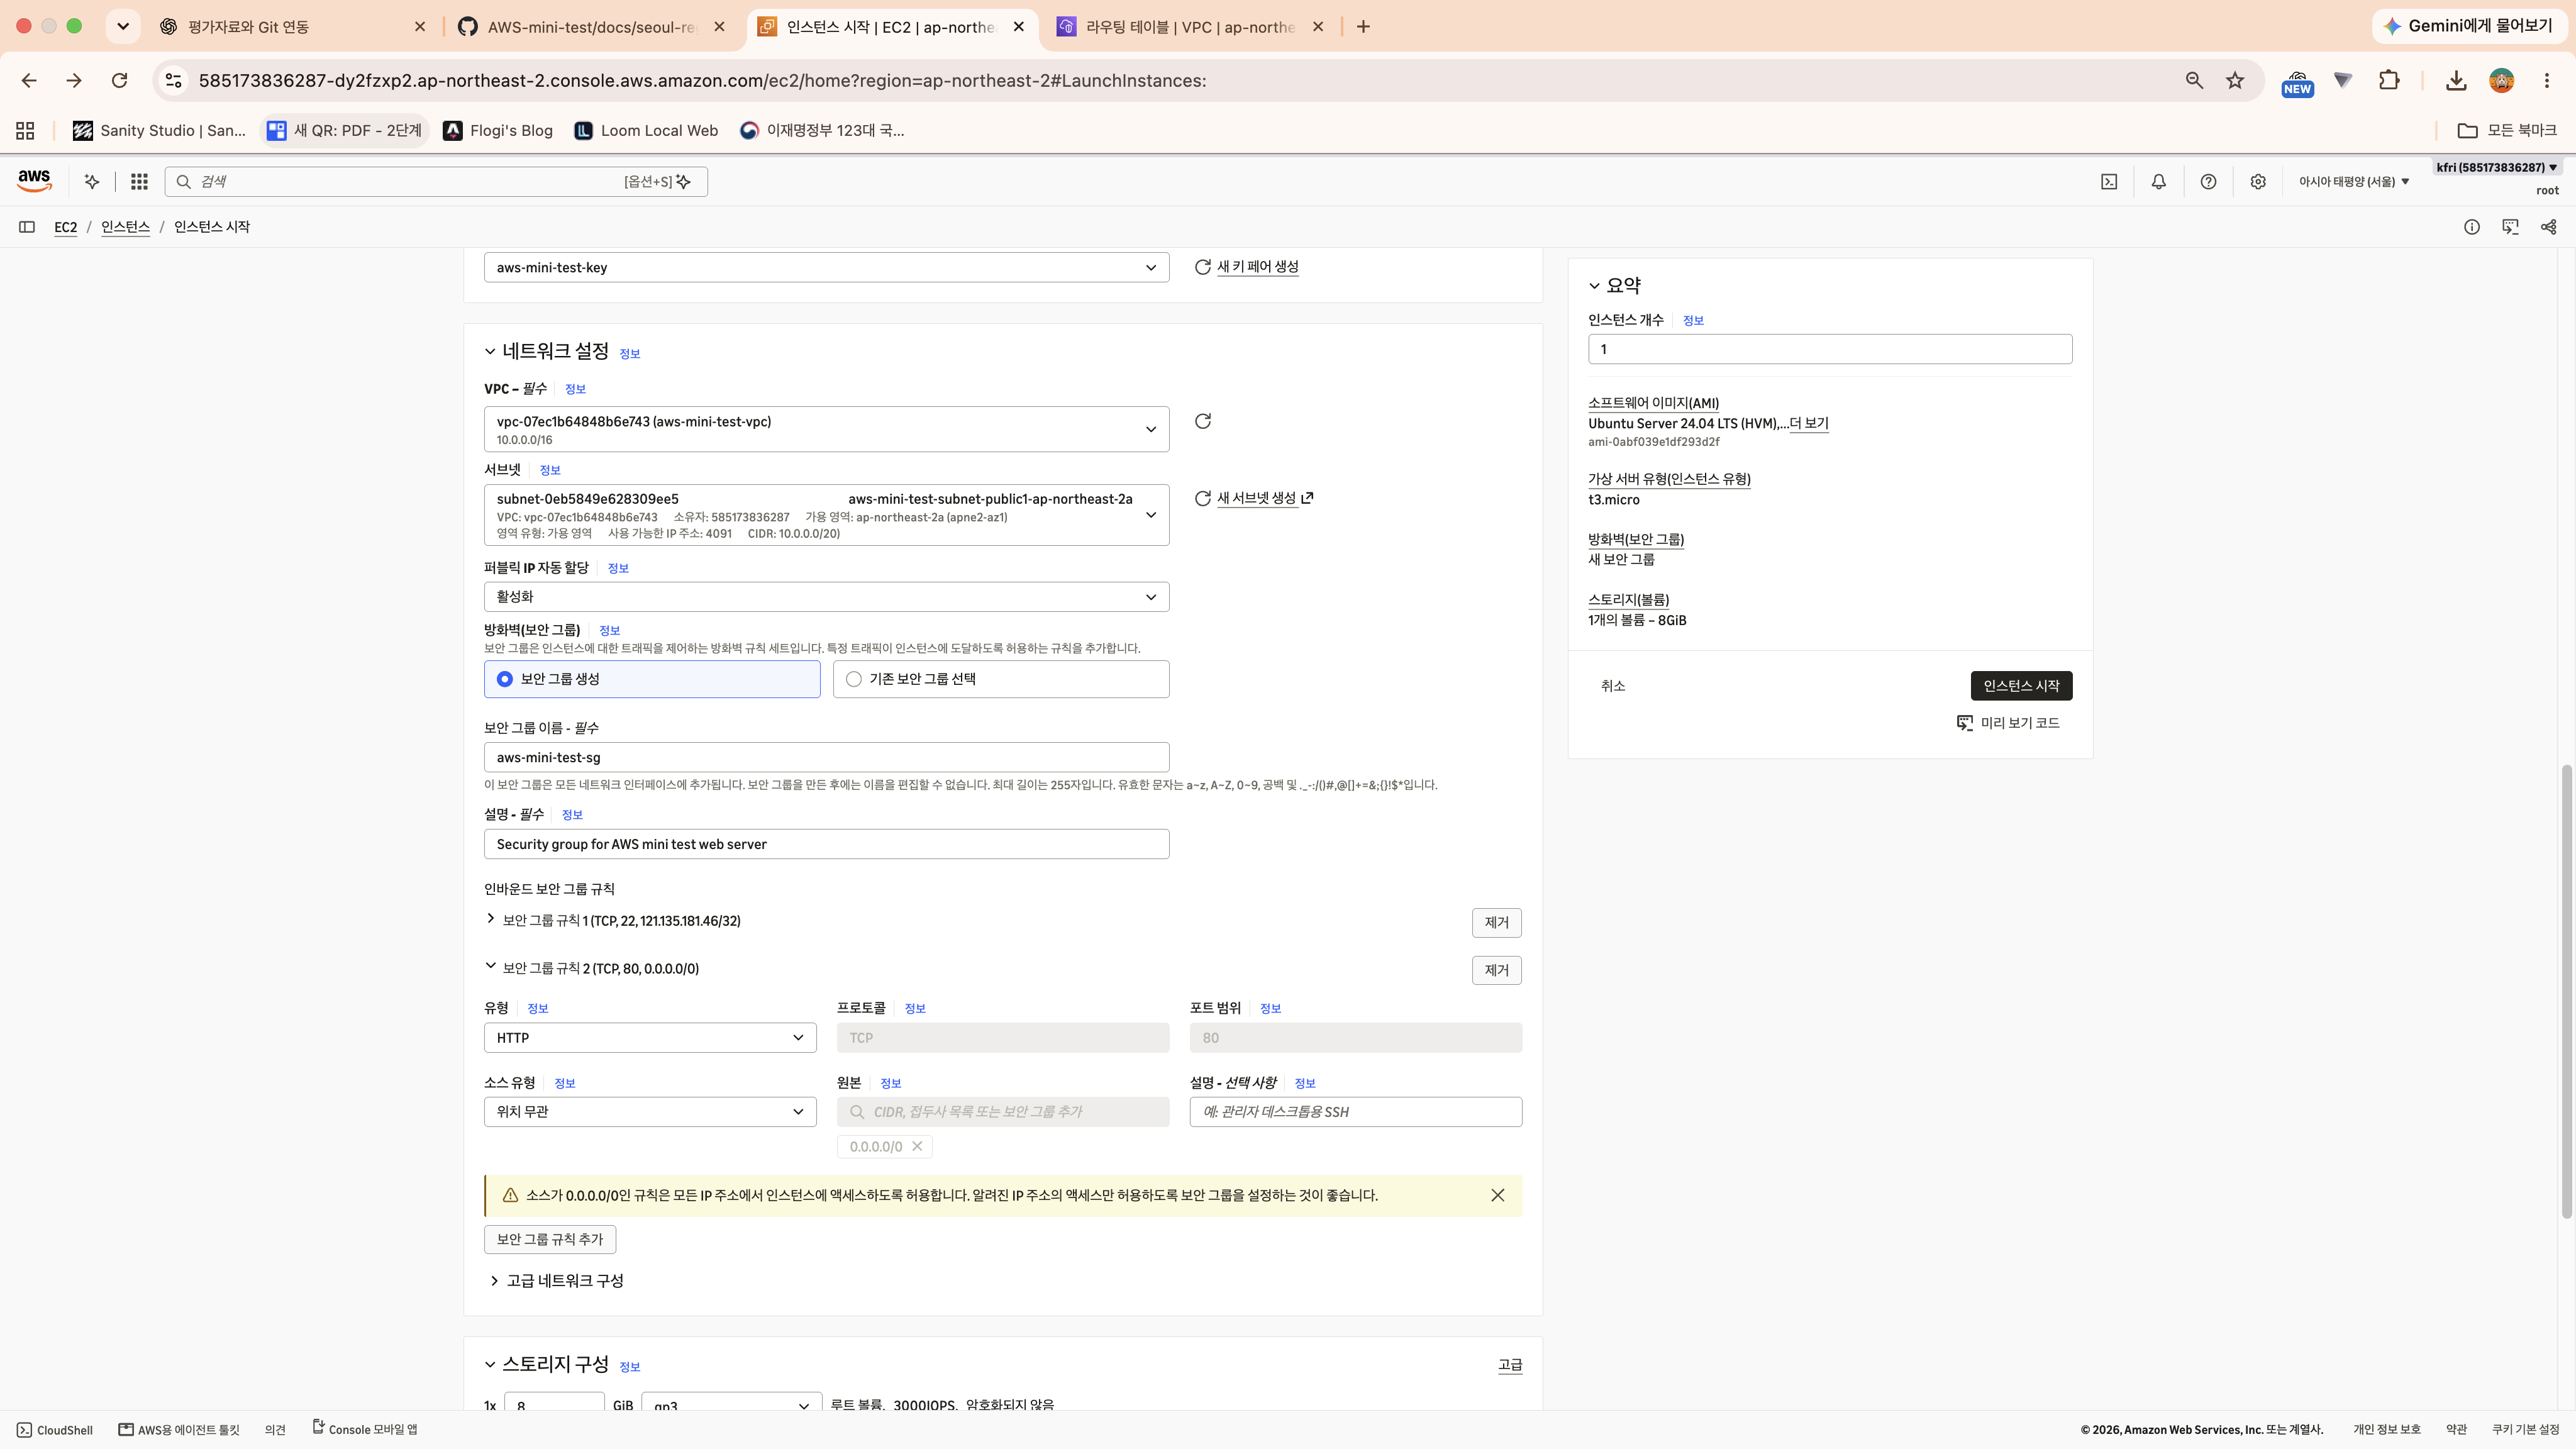 평가자료와 Git 연동
AWS-mini-test/docs/seoul-re
인스턴스 시작 | EC2 | ap-northe
라우팅 테이블 | VPC | ap-northe
Gemini에게 물어보기
585173836287-dy2fzxp2.ap-northeast-2.console.aws.amazon.com/ec2/home?region=ap-northeast-2#LaunchInstances:
NEW
Sanity Studio | San...
새 QR: PDF - 2단계
Flogi's Blog
Loom Local Web
이재명정부 123대 국...
모든 북마크
aws
검색
[옵션+S]
아시아 태평양 (서울)
kfri (585173836287)
root
EC2 / 인스턴스 / 인스턴스 시작
aws-mini-test-key
새 키 페어 생성
네트워크 설정 정보
VPC – 필수 정보
vpc-07ec1b64848b6e743 (aws-mini-test-vpc)
10.0.0.0/16
서브넷 정보
subnet-0eb5849e628309ee5 aws-mini-test-subnet-public1-ap-northeast-2a
VPC: vpc-07ec1b64848b6e743 소유자: 585173836287 가용 영역: ap-northeast-2a (apne2-az1)
영역 유형: 가용 영역 사용 가능한 IP 주소: 4091 CIDR: 10.0.0.0/20)
새 서브넷 생성
퍼블릭 IP 자동 할당 정보
활성화
방화벽(보안 그룹) 정보
보안 그룹은 인스턴스에 대한 트래픽을 제어하는 방화벽 규칙 세트입니다. 특정 트래픽이 인스턴스에 도달하도록 허용하는 규칙을 추가합니다.
보안 그룹 생성
기존 보안 그룹 선택
보안 그룹 이름 - 필수
aws-mini-test-sg
이 보안 그룹은 모든 네트워크 인터페이스에 추가됩니다. 보안 그룹을 만든 후에는 이름을 편집할 수 없습니다. 최대 길이는 255자입니다. 유효한 문자는 a~z, A~Z, 0~9, 공백 및 ._-:/()#,@[]+=&;{}!$*입니다.
설명 - 필수 정보
Security group for AWS mini test web server
인바운드 보안 그룹 규칙
보안 그룹 규칙 1 (TCP, 22, 121.135.181.46/32)
제거
보안 그룹 규칙 2 (TCP, 80, 0.0.0.0/0)
제거
유형 정보
프로토콜 정보
포트 범위 정보
HTTP
TCP
80
소스 유형 정보
원본 정보
설명 - 선택 사항 정보
위치 무관
CIDR, 접두사 목록 또는 보안 그룹 추가
예: 관리자 데스크톱용 SSH
0.0.0.0/0
소스가 0.0.0.0/0인 규칙은 모든 IP 주소에서 인스턴스에 액세스하도록 허용합니다. 알려진 IP 주소의 액세스만 허용하도록 보안 그룹을 설정하는 것이 좋습니다.
보안 그룹 규칙 추가
고급 네트워크 구성
스토리지 구성 정보
고급
1x 8 GiB gp3 루트 볼륨, 3000IOPS, 암호화되지 않음
요약
인스턴스 개수 정보
1
소프트웨어 이미지(AMI)
Ubuntu Server 24.04 LTS (HVM),...더 보기
ami-0abf039e1df293d2f
가상 서버 유형(인스턴스 유형)
t3.micro
방화벽(보안 그룹)
새 보안 그룹
스토리지(볼륨)
1개의 볼륨 – 8GiB
취소
인스턴스 시작
미리 보기 코드
CloudShell
AWS용 에이전트 툴킷
의견
Console 모바일 앱
© 2026, Amazon Web Services, Inc. 또는 계열사.
개인 정보 보호
약관
쿠키 기본 설정